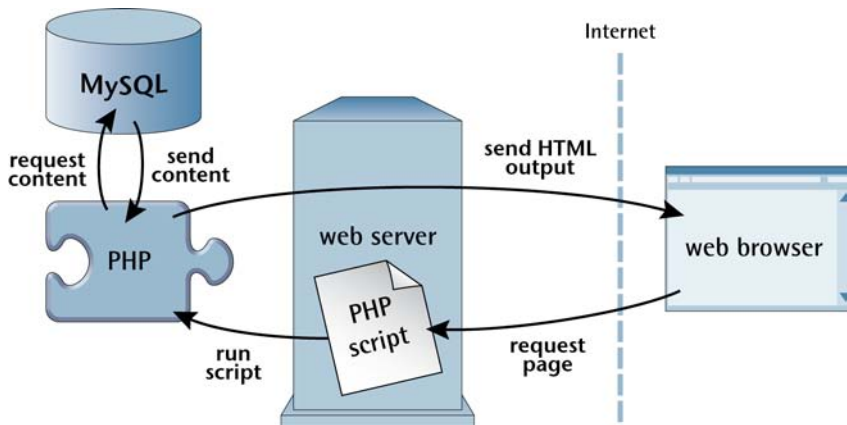 Internet
MySQL
request
content
send
content
send HTML
output
PHP
web server
web browser
PHP
script
run
script
request
page